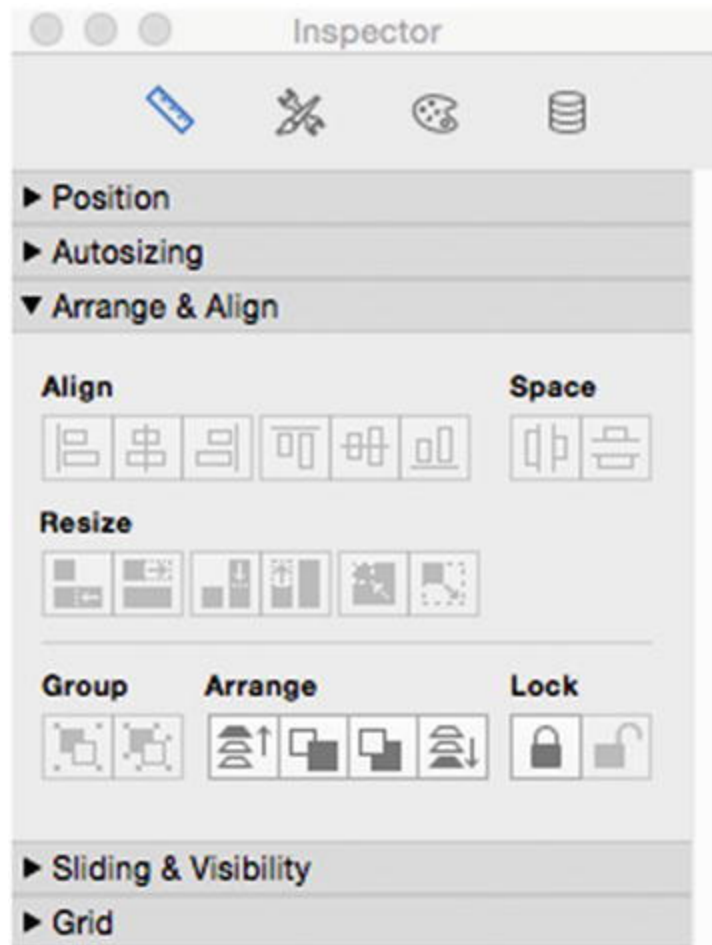 Inspector
Position
Autosizing
Arrange & Align
Align Space
Resize
Group Arrange Lock
Sliding & Visibility
Grid